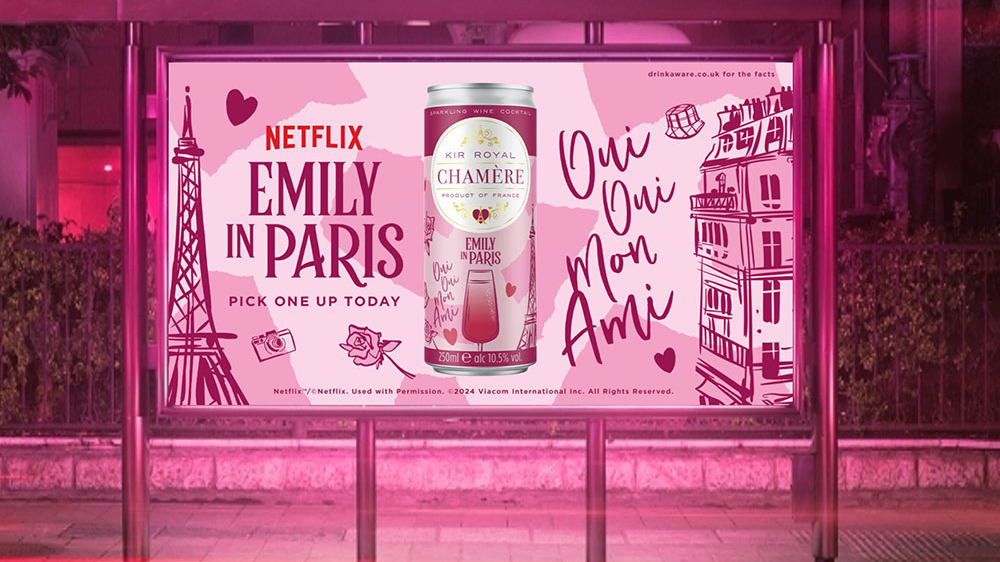 drinkaware.co.uk for the facts
NETFLIX
EMILY
IN PARIS
PICK ONE UP TODAY
SPARKLING WINE COCKTAIL
KIR ROYAL
CHAMÈRE
PRODUCT OF FRANCE
EMILY
IN PARIS
Oui
Oui
Mon
Ami
250ml e alc 10.5% vol.
Oui
Oui
Mon
Ami
Netflix™/©Netflix. Used with Permission. ©2024 Viacom International Inc. All Rights Reserved.